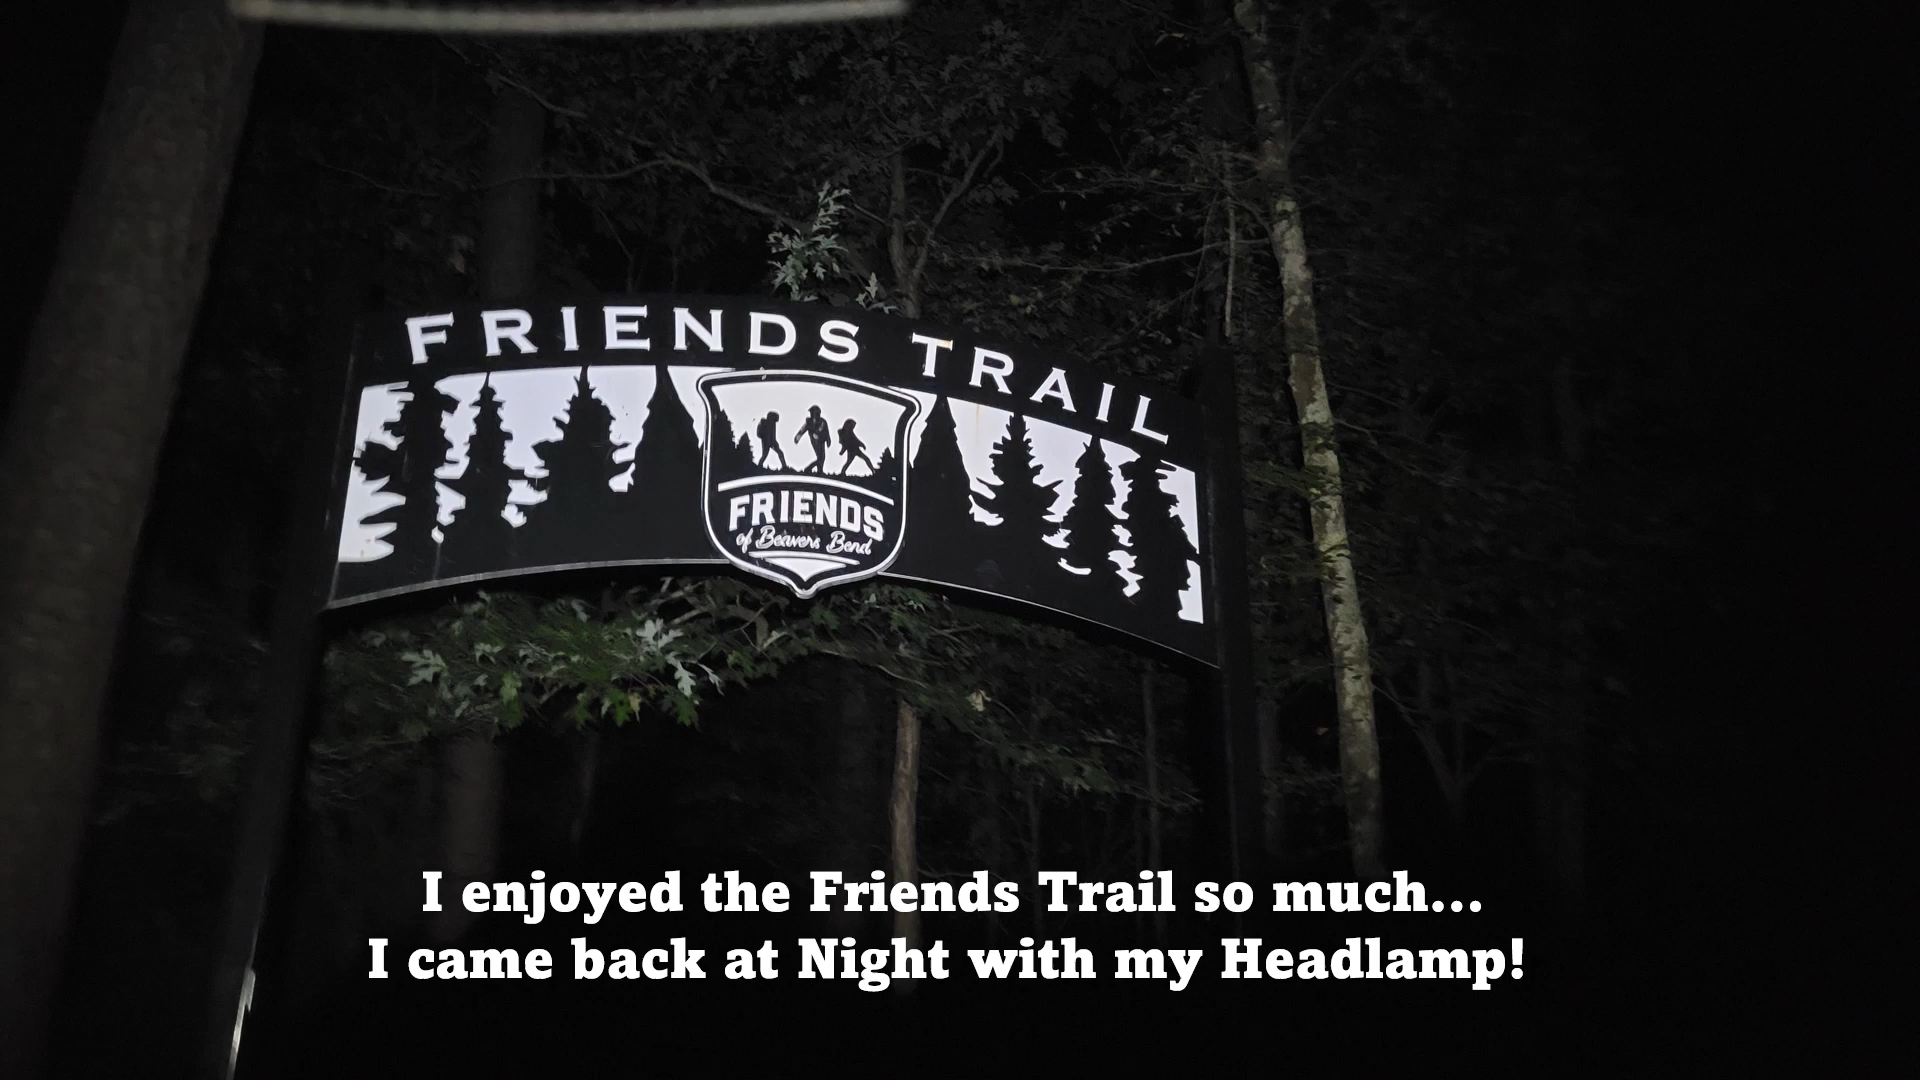 FRIENDS TRAIL
FRIENDS
of Beavers Bend
I enjoyed the Friends Trail so much...
I came back at Night with my Headlamp!